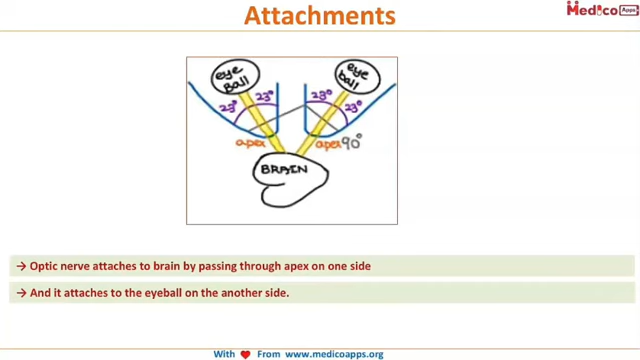 Attachments
Medico Apps
eye BALL
eye ball
23° 23°
23° 23°
apex
apex 90°
BRAIN
→ Optic nerve attaches to brain by passing through apex on one side
→ And it attaches to the eyeball on the another side.
With From www.medicoapps.org